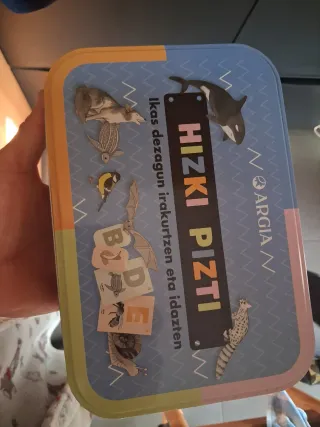 ARGIA
HIZKI PIZTI
Ikas dezagun irakurtzen eta idazten
B D
E